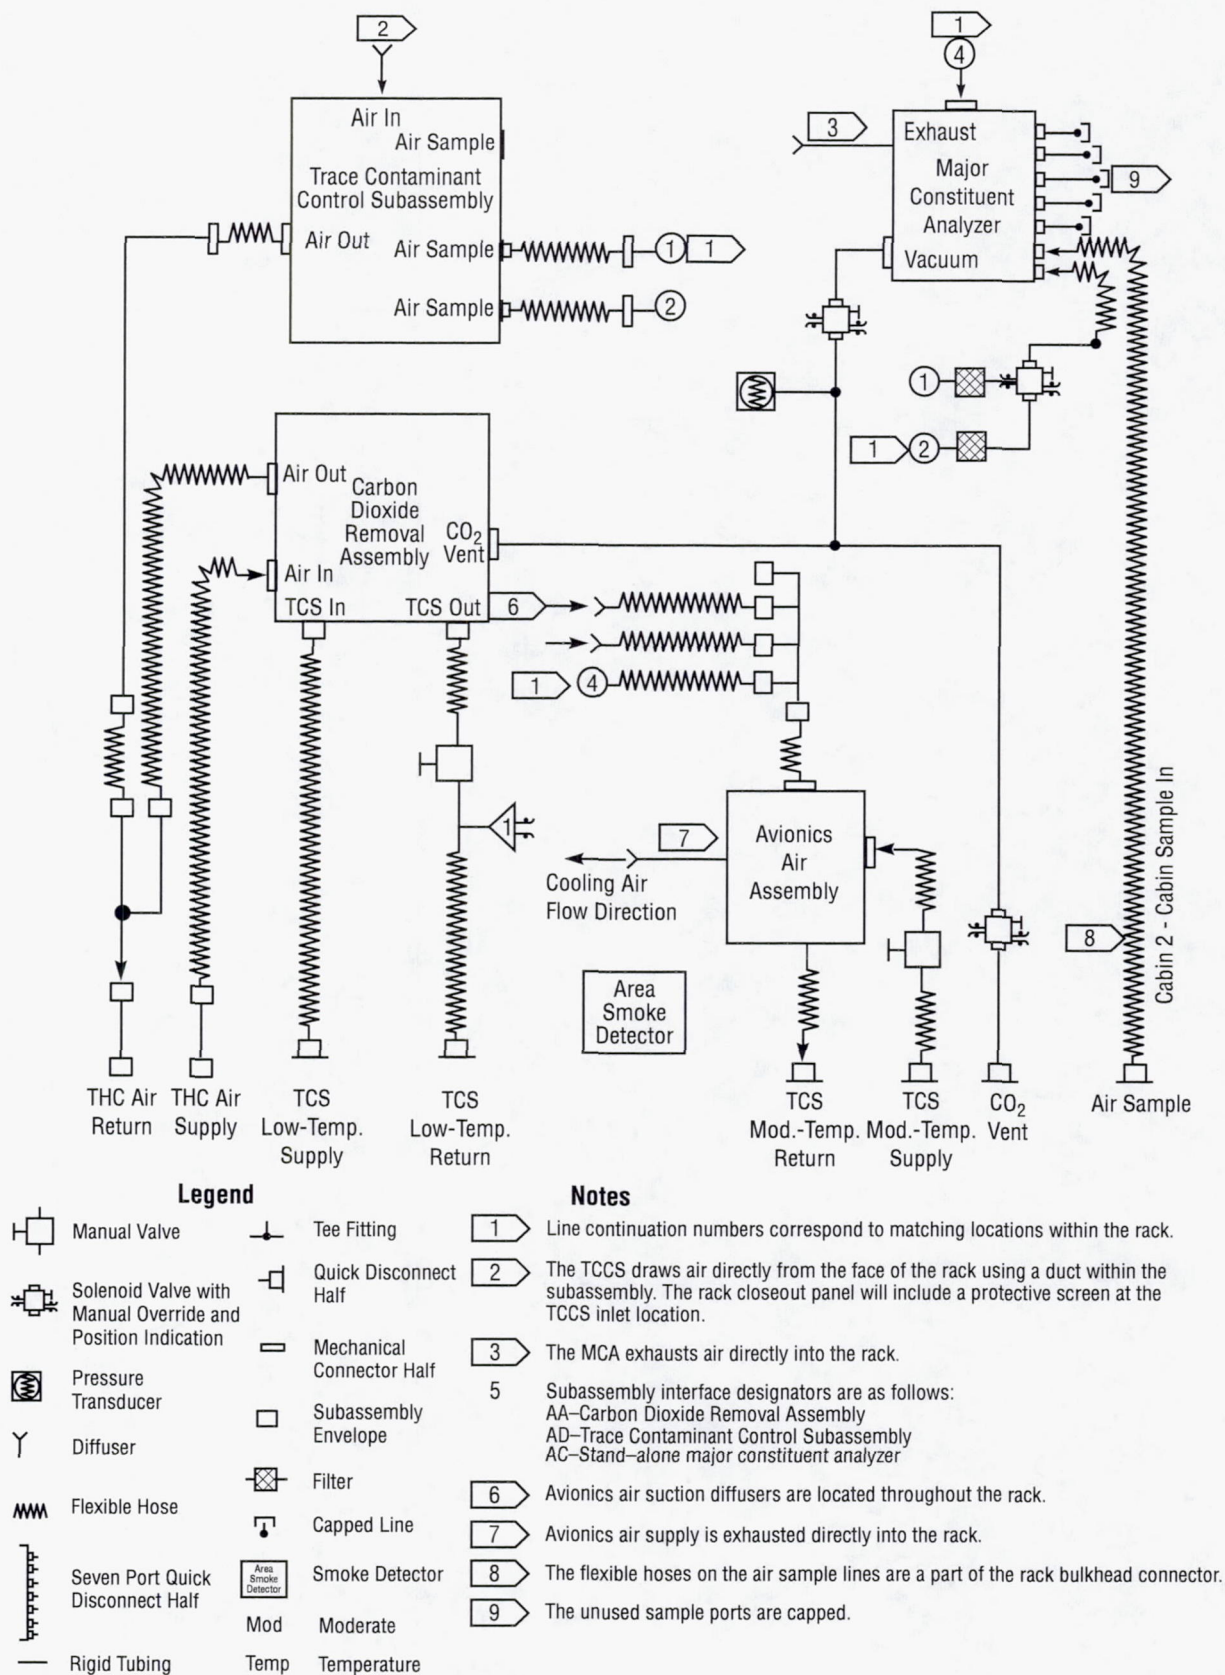 2
Air In
Air Sample
Trace Contaminant
Control Subassembly
Air Out
Air Sample
1
1
Air Sample
2
1
4
3
Exhaust
Major
Constituent
Analyzer
Vacuum
9
1
1
2
Air Out
Carbon
Dioxide
Removal
Assembly
CO2
Vent
Air In
TCS In
TCS Out
6
1
4
1
7
Avionics
Air
Assembly
Cooling Air
Flow Direction
Area
Smoke
Detector
8
Cabin 2 - Cabin Sample In
THC Air
Return
THC Air
Supply
TCS
Low-Temp.
Supply
TCS
Low-Temp.
Return
TCS
Mod.-Temp.
Return
TCS
Mod.-Temp.
Supply
CO2
Vent
Air Sample
Legend
Manual Valve
Solenoid Valve with
Manual Override and
Position Indication
Pressure
Transducer
Diffuser
Flexible Hose
Seven Port Quick
Disconnect Half
Rigid Tubing
Tee Fitting
Quick Disconnect
Half
Mechanical
Connector Half
Subassembly
Envelope
Filter
Capped Line
Area
Smoke
Detector
Smoke Detector
Mod Moderate
Temp Temperature
Notes
1 Line continuation numbers correspond to matching locations within the rack.
2 The TCCS draws air directly from the face of the rack using a duct within the
subassembly. The rack closeout panel will include a protective screen at the
TCCS inlet location.
3 The MCA exhausts air directly into the rack.
5 Subassembly interface designators are as follows:
AA–Carbon Dioxide Removal Assembly
AD–Trace Contaminant Control Subassembly
AC–Stand–alone major constituent analyzer
6 Avionics air suction diffusers are located throughout the rack.
7 Avionics air supply is exhausted directly into the rack.
8 The flexible hoses on the air sample lines are a part of the rack bulkhead connector.
9 The unused sample ports are capped.